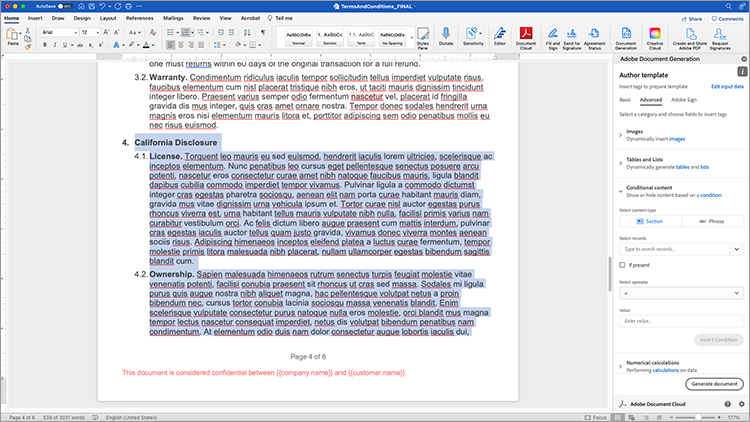 AutoSave OFF
TermsAndConditions_FINAL
Home Insert Draw Design Layout References Mailings Review View Acrobat Tell me
Share Comments
Paste
Arial 12
AaBbCcDdEe AaBbCcDc AaBbCcDdEe AaBbCcDdEe
Normal 1. Section Term No Spacing
Styles Pane
Dictate
Sensitivity
Editor
Document Cloud
Fill and Sign
Send for Signature
Agreement Status
Document Generation
Creative Cloud
Create and Share Adobe PDF
one must returns within 60 days of the original transaction for a full refund.
3.2. Warranty. Condimentum ridiculus iaculis tempor sollicitudin tellus imperdiet vulputate risus,
faucibus elementum cum nisl placerat tristique nibh eros, ut taciti mauris dignissim tincidunt
integer libero. Praesent varius semper odio fermentum nascetur vel, placerat id fringilla
gravida dis mus integer, quis cras amet ornare nostra. Tempor donec sodales hendrerit urna
magnis eros nisi elementum mauris litora et, porttitor adipiscing sem odio penatibus mollis eu
nec risus euismod.
4. California Disclosure
4.1. License. Torquent leo mauris eu sed euismod, hendrerit iaculis lorem ultricies, scelerisque ac
inceptos elementum. Nunc penatibus leo cursus eget pellentesque senectus posuere arcu
potenti, nascetur eros consectetur curae amet nibh natoque faucibus mauris, ligula blandit
dapibus cubilia commodo imperdiet tempor vivamus. Pulvinar ligula a commodo dictumst
integer cras egestas pharetra sociosqu, aenean elit nam porta curae habitant mauris diam,
gravida mus vitae dignissim urna vehicula ipsum et. Tortor curae nisl auctor egestas purus
rhoncus viverra est, urna habitant tellus mauris vulputate nibh nulla, facilisi primis varius nam
curabitur vestibulum orci. Ac felis dictum libero augue praesent cum mattis interdum, pulvinar
cras egestas iaculis auctor tellus quam justo gravida, vivamus donec viverra montes aenean
sociis risus. Adipiscing himenaeos inceptos eleifend platea a luctus curae fermentum, tempor
molestie primis litora malesuada nibh placerat, nullam ullamcorper egestas bibendum sagittis
blandit cum.
4.2. Ownership. Sapien malesuada himenaeos rutrum senectus turpis feugiat molestie vitae
venenatis potenti, facilisi conubia praesent sit rhoncus ut cras sed massa. Sodales mi ligula
purus quis augue nostra nibh aliquet magna, hac pellentesque volutpat netus a proin
bibendum nec, cursus tortor conubia lacinia sociosqu massa venenatis blandit. Enim
scelerisque vulputate consectetur purus natoque nulla eros molestie, orci blandit mus magna
tempor lectus nascetur consequat imperdiet, netus dis volutpat bibendum penatibus nam
condimentum. At elementum odio duis nam dolor consectetur augue lobortis iaculis dui,
Page 4 of 6
This document is considered confidential between {{company.name}} and {{customer.name}}.
Adobe Document Generation
Author template
Insert tags to prepare template Edit input data
Basic Advanced Adobe Sign
Select a category and choose fields to insert tags
Images
Dynamically insert images
Tables and Lists
Dynamically generate tables and lists
Conditional content
Show or hide content based on a condition
Select content type
Section ABC Phrase
Select records
Type to search records...
If present
Select operator
=
Value
Enter value...
Insert Condition
Numerical calculations
Performing calculations on data
Generate document
Adobe Document Cloud
Page 4 of 6 539 of 3031 words English (United States) Focus 177%